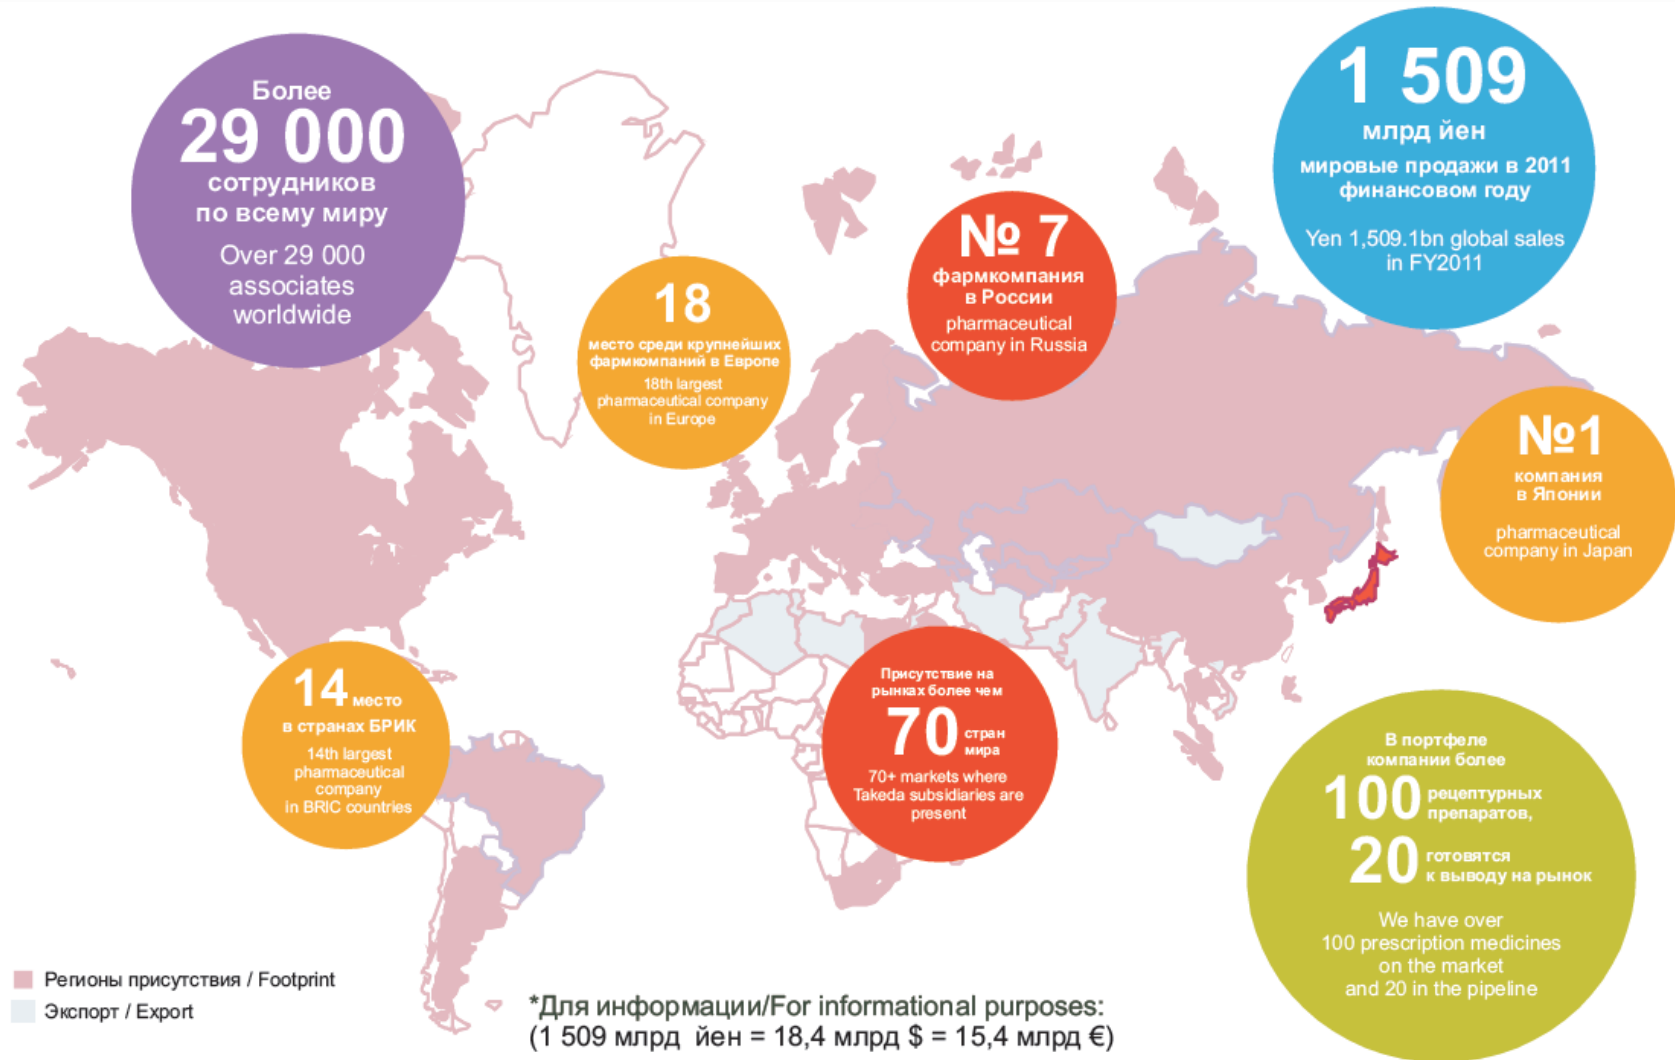 Более
29 000
сотрудников
по всему миру
Over 29 000
associates
worldwide
18
место среди крупнейших
фармкомпаний в Европе
18th largest
pharmaceutical company
in Europe
№ 7
фармкомпания
в России
pharmaceutical
company in Russia
1 509
млрд йен
мировые продажи в 2011
финансовом году
Yen 1,509.1bn global sales
in FY2011
№1
компания
в Японии
pharmaceutical
company in Japan
14 место
в странах БРИК
14th largest
pharmaceutical
company
in BRIC countries
Присутствие на
рынках более чем
70 стран
мира
70+ markets where
Takeda subsidiaries are
present
В портфеле
компании более
100 рецептурных
препаратов,
20 готовятся
к выводу на рынок
We have over
100 prescription medicines
on the market
and 20 in the pipeline
Регионы присутствия / Footprint
Экспорт / Export
*Для информации/For informational purposes:
(1 509 млрд йен = 18,4 млрд $ = 15,4 млрд €)